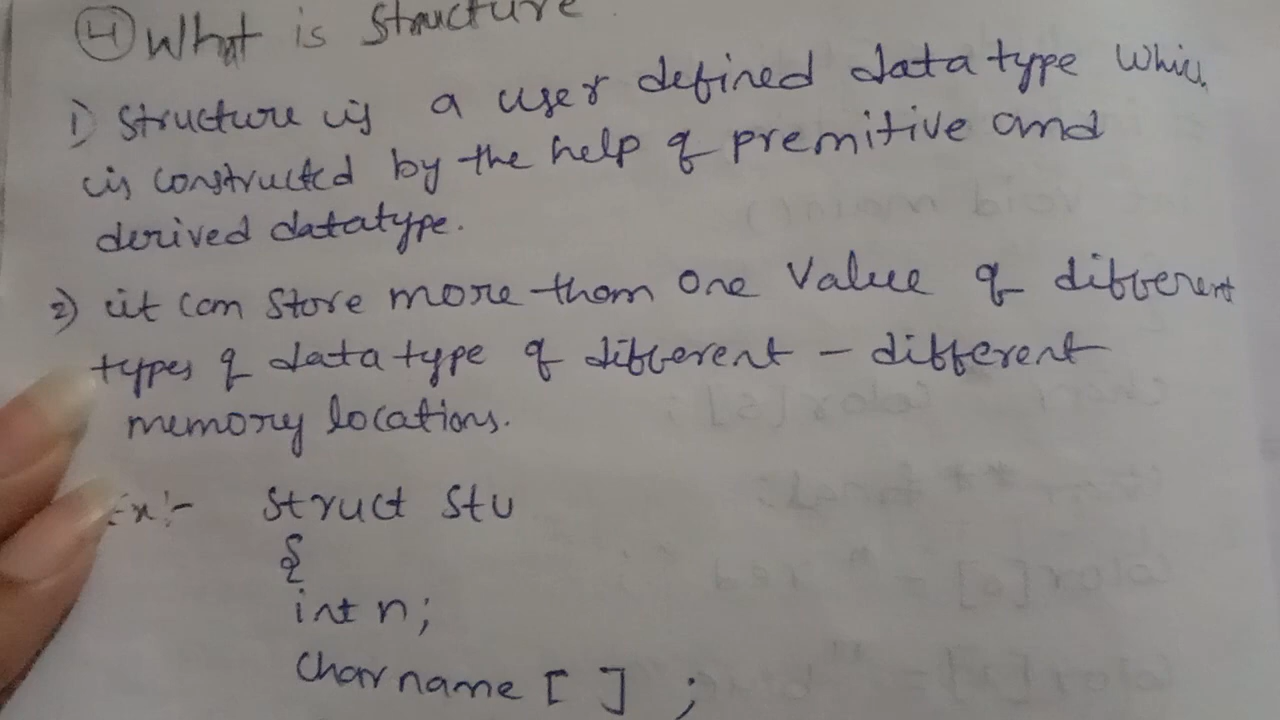 ④ What is Structure
1) Structure is a user defined datatype which
is constructed by the help of premitive and
derived datatype.
2) it can store more than one value of different
types of datatype of different - different
memory locations.
Ex:- struct stu
{
int n;
char name [ ] ;